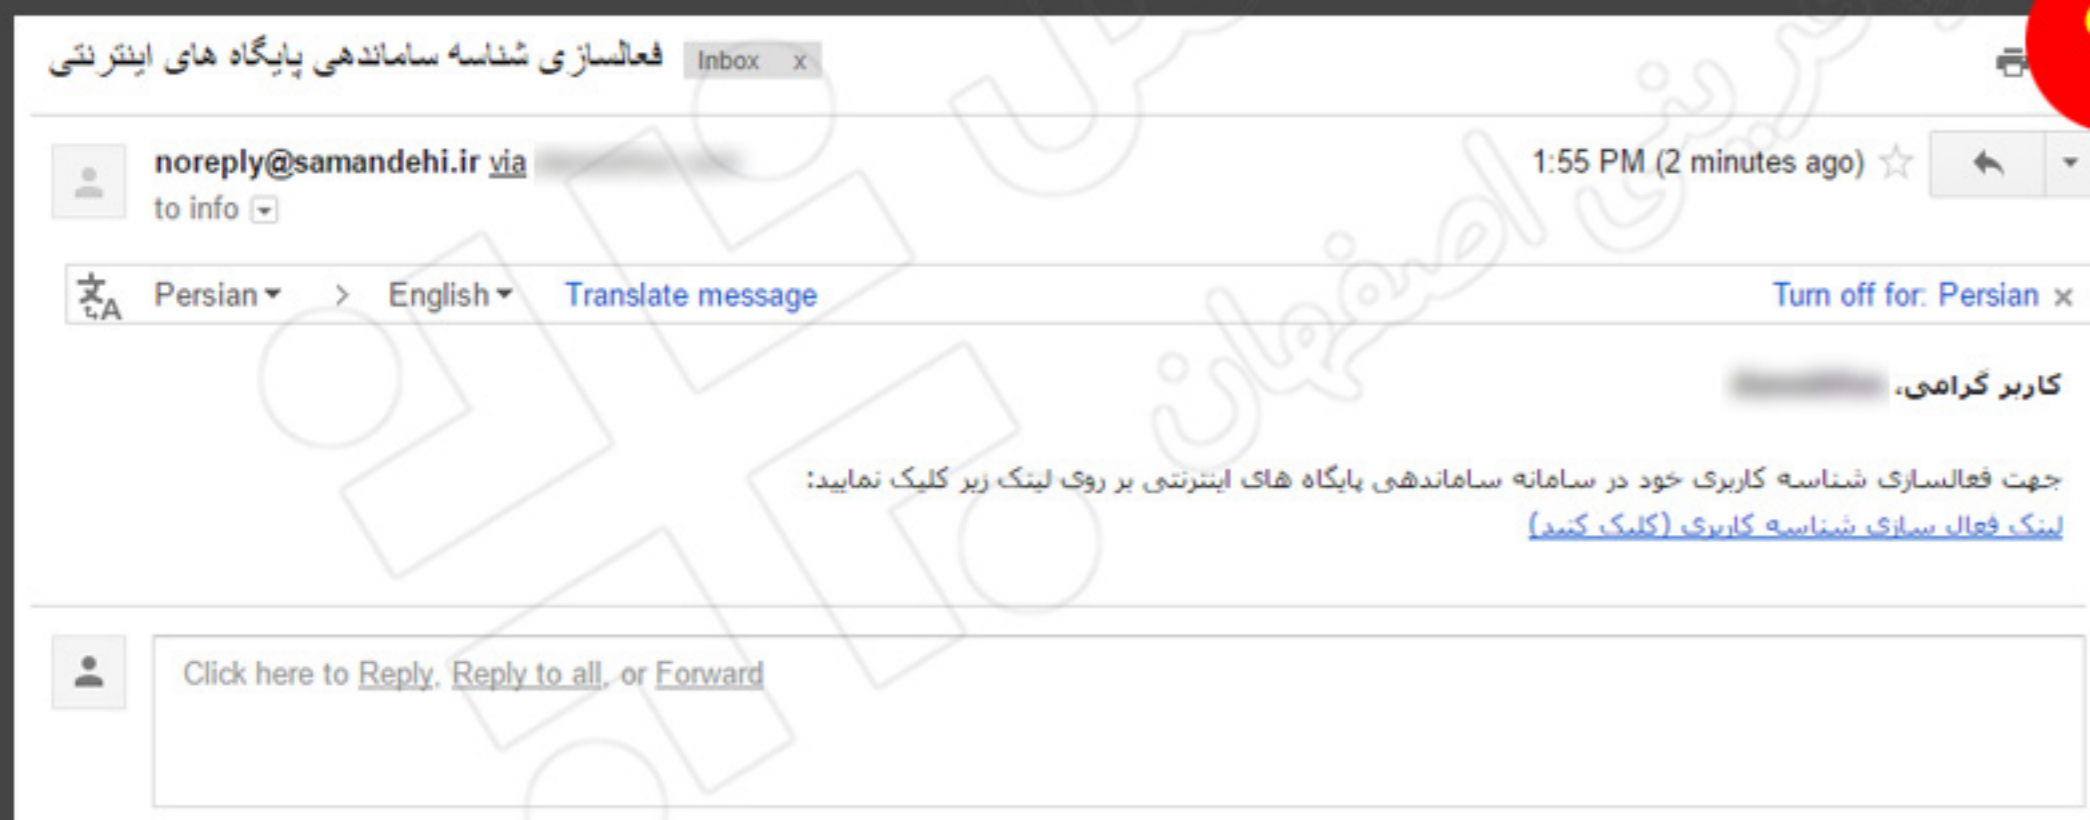 فعالسازی شناسه ساماندهی پایگاه های اینترنتی Inbox x
noreply@samandehi.ir via
1:55 PM (2 minutes ago)
to info
Persian > English Translate message Turn off for: Persian x
کاربر گرامی،
جهت فعالسازی شناسه کاربری خود در سامانه ساماندهی پایگاه های اینترنتی بر روی لینک زیر کلیک نمایید:
لینک فعال سازی شناسه کاربری (کلیک کنید)
Click here to Reply, Reply to all, or Forward
اصفهان